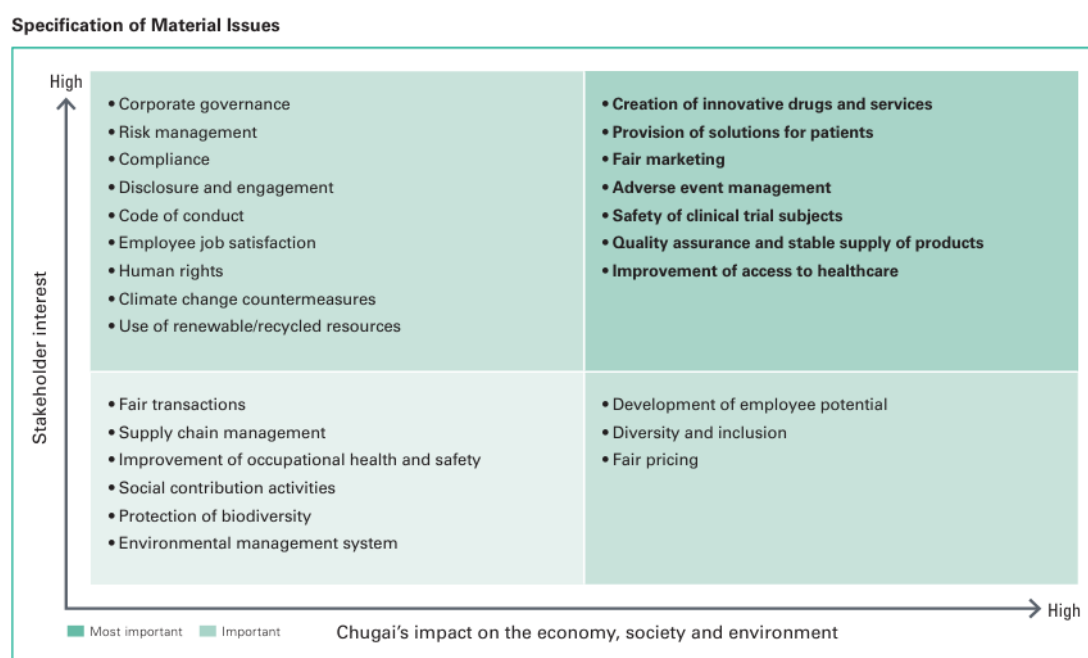 Specification of Material Issues
High
• Corporate governance
• Risk management
• Compliance
• Disclosure and engagement
• Code of conduct
• Employee job satisfaction
• Human rights
• Climate change countermeasures
• Use of renewable/recycled resources
• Creation of innovative drugs and services
• Provision of solutions for patients
• Fair marketing
• Adverse event management
• Safety of clinical trial subjects
• Quality assurance and stable supply of products
• Improvement of access to healthcare
Stakeholder interest
• Fair transactions
• Supply chain management
• Improvement of occupational health and safety
• Social contribution activities
• Protection of biodiversity
• Environmental management system
• Development of employee potential
• Diversity and inclusion
• Fair pricing
High
Most important
Important
Chugai's impact on the economy, society and environment